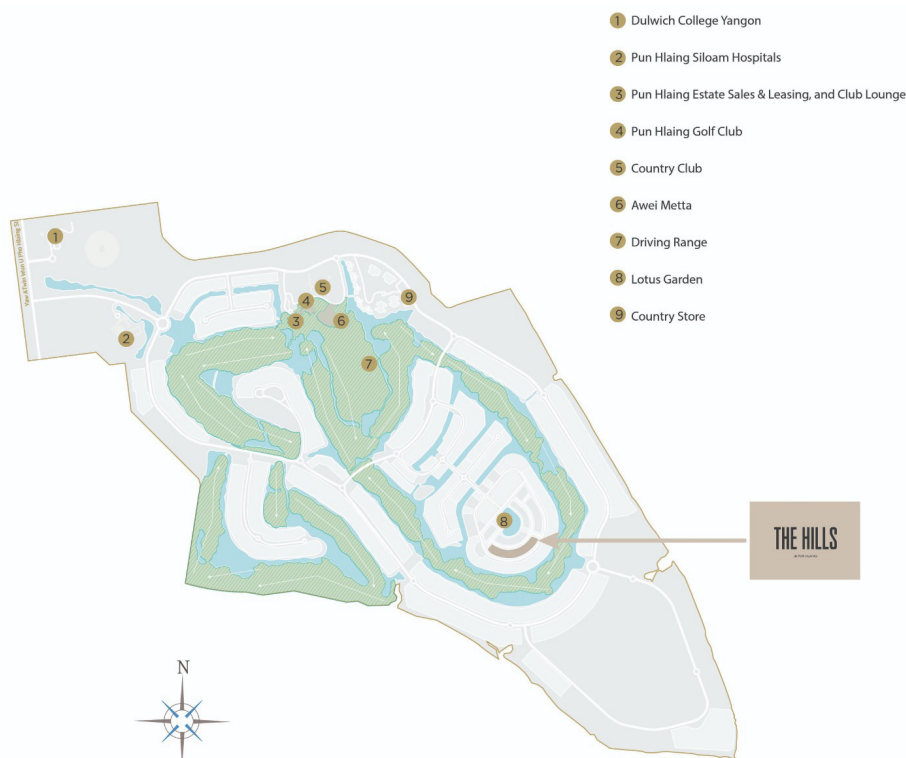 1 Dulwich College Yangon
2 Pun Hlaing Siloam Hospitals
3 Pun Hlaing Estate Sales & Leasing, and Club Lounge
4 Pun Hlaing Golf Club
5 Country Club
6 Awei Metta
7 Driving Range
8 Lotus Garden
9 Country Store
1
2
3
4
5
6
7
8
9
THE HILLS
N